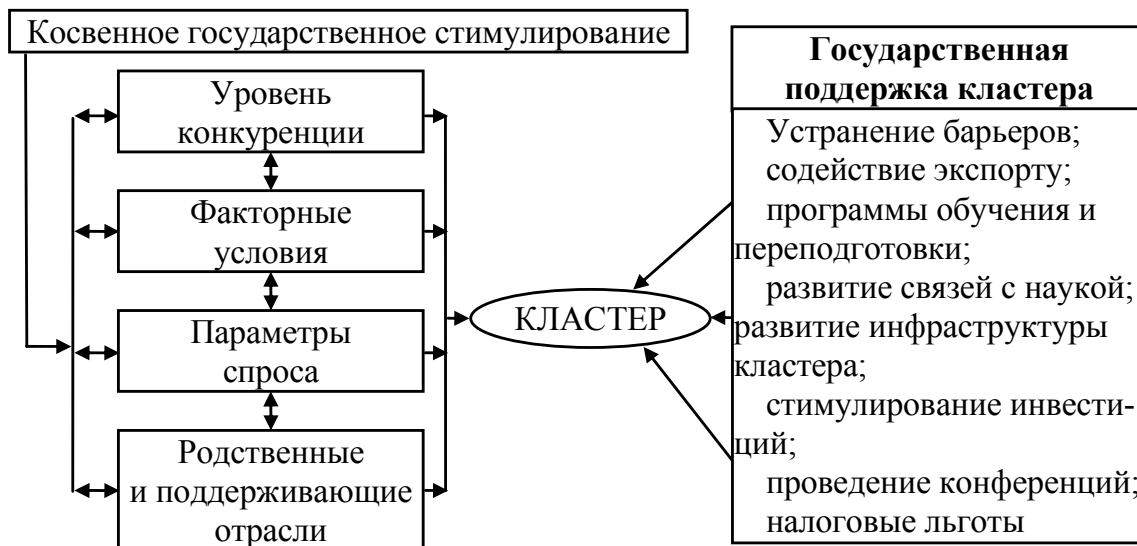 Косвенное государственное стимулирование
Уровень
конкуренции
Факторные
условия
Параметры
спроса
Родственные
и поддерживающие
отрасли
КЛАСТЕР
Государственная
поддержка кластера
Устранение барьеров;
содействие экспорту;
программы обучения и
переподготовки;
развитие связей с наукой;
развитие инфраструктуры
кластера;
стимулирование инвести-
ций;
проведение конференций;
налоговые льготы